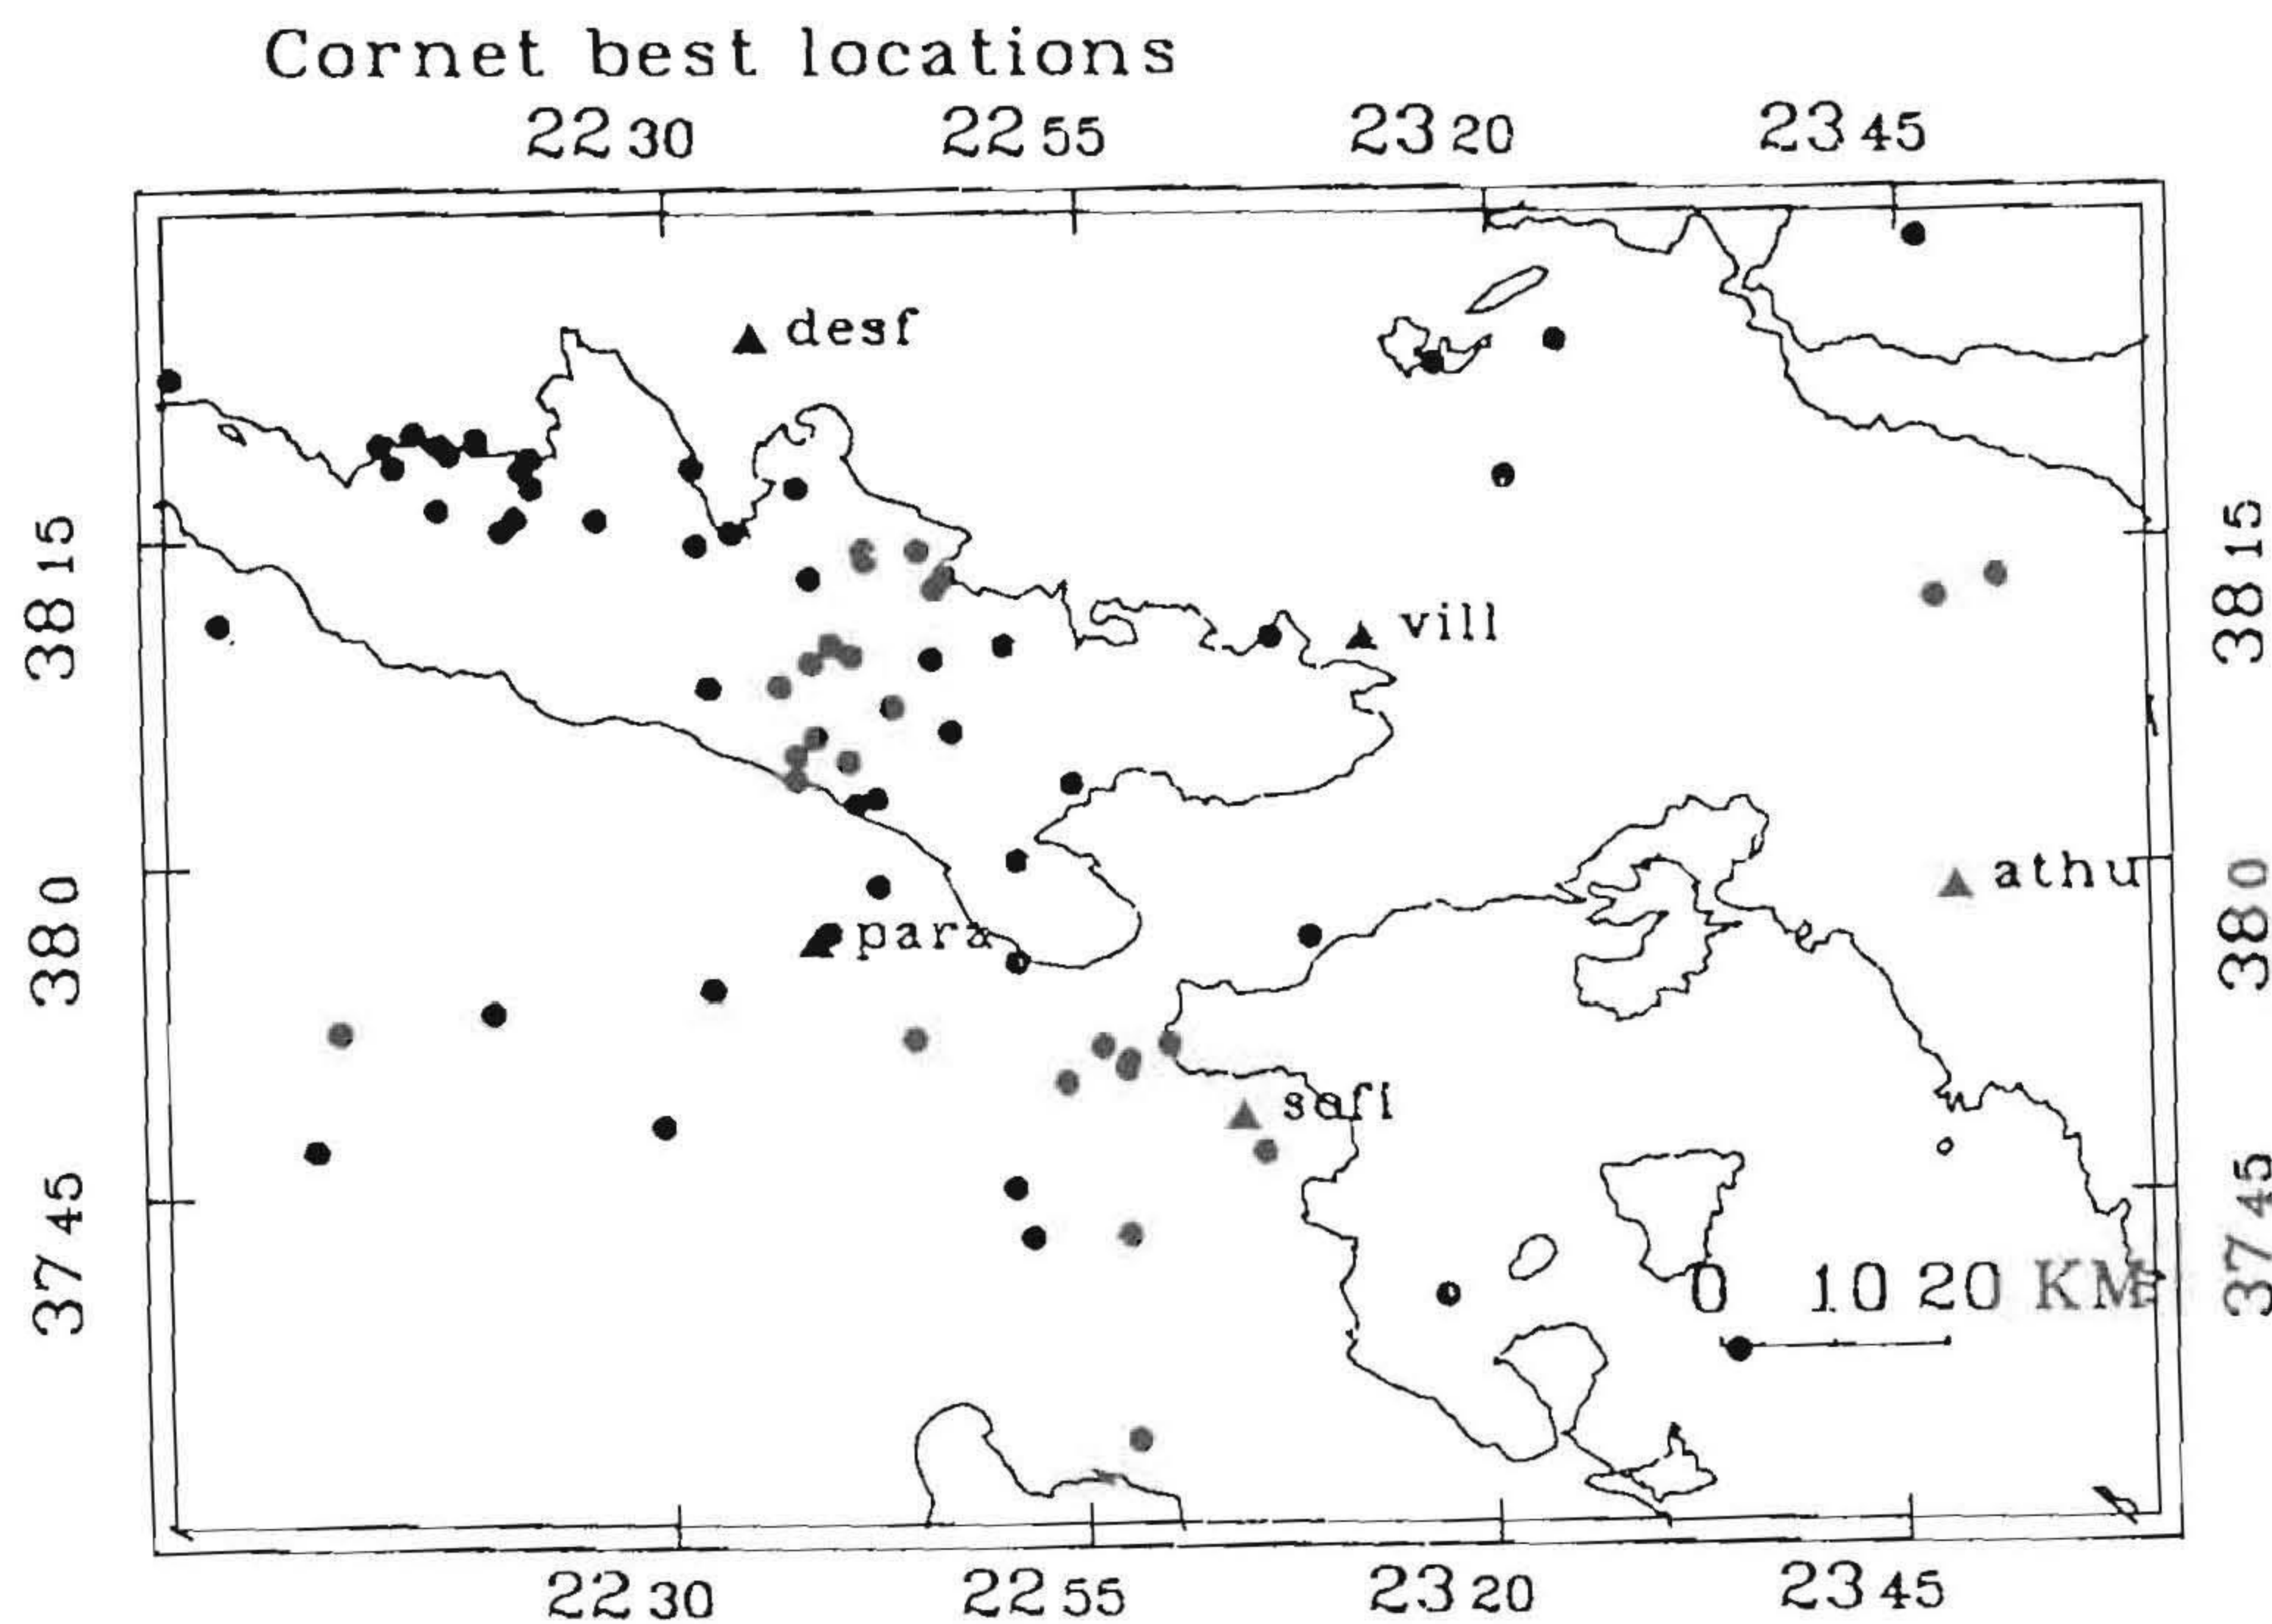 Cornet best locations
22 30 22 55 23 20 23 45
desf
38 15 38 15
vill
38 0 athu 38 0
para
safi
37 45 37 45
0 10 20 KM
22 30 22 55 23 20 23 45